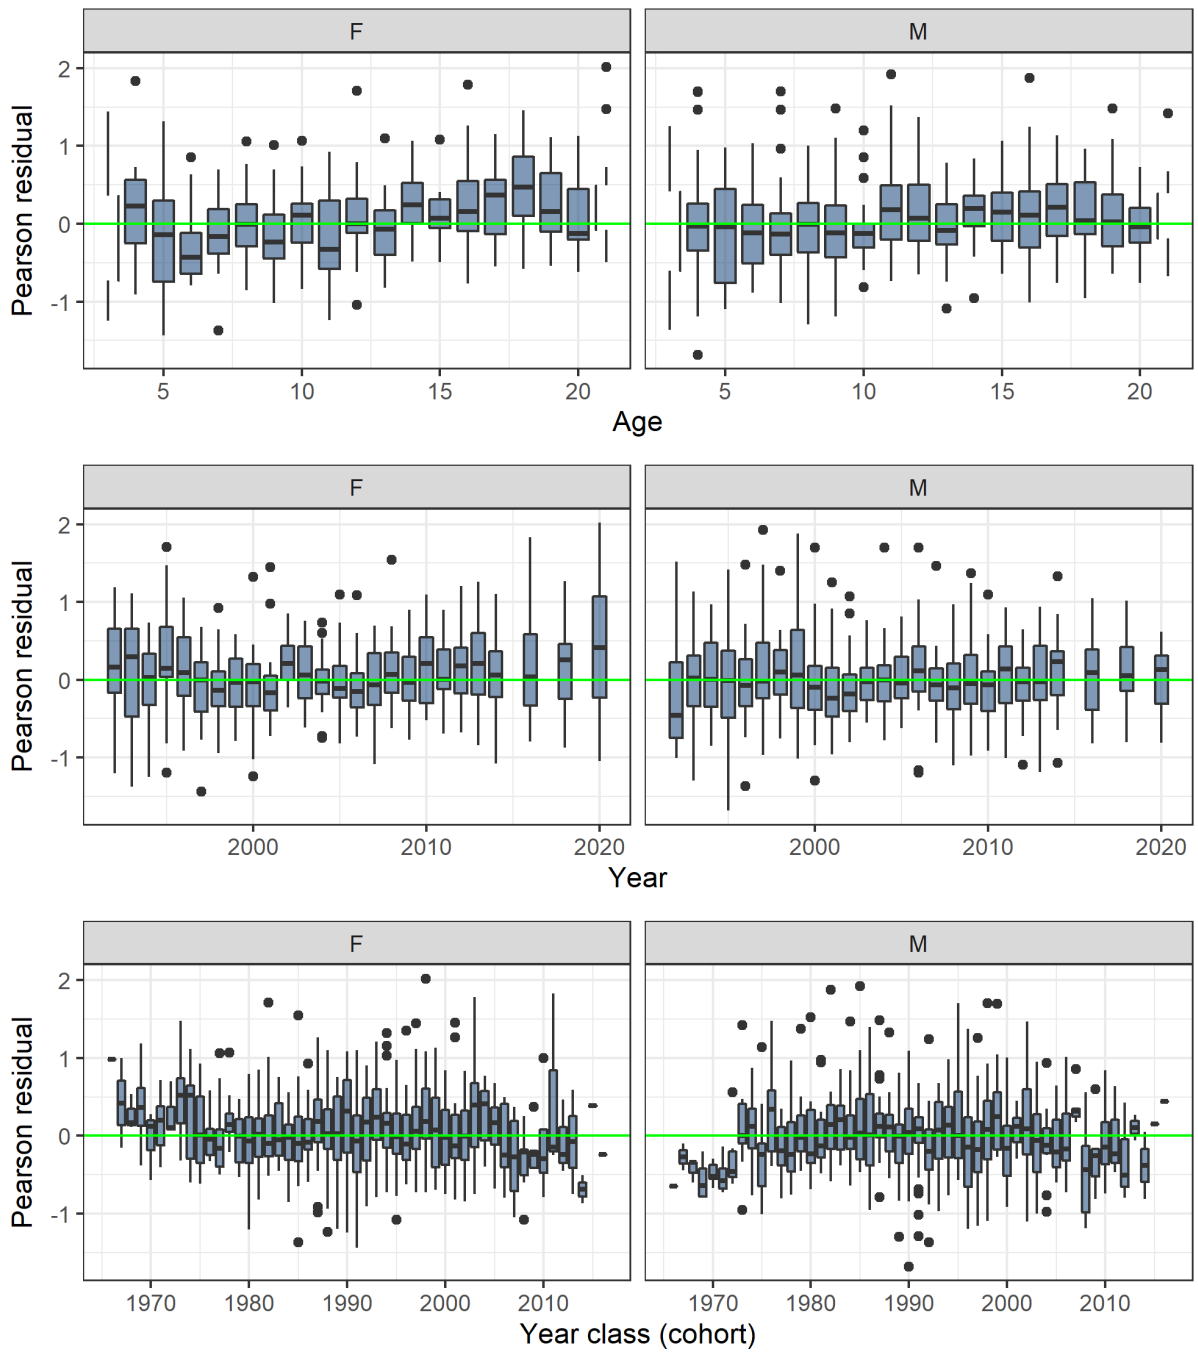 F M
Pearson residual
2
1
0
-1
5 10 15 20 5 10 15 20
Age
F M
Pearson residual
2
1
0
-1
2000 2010 2020 2000 2010 2020
Year
F M
Pearson residual
2
1
0
-1
1970 1980 1990 2000 2010 1970 1980 1990 2000 2010
Year class (cohort)